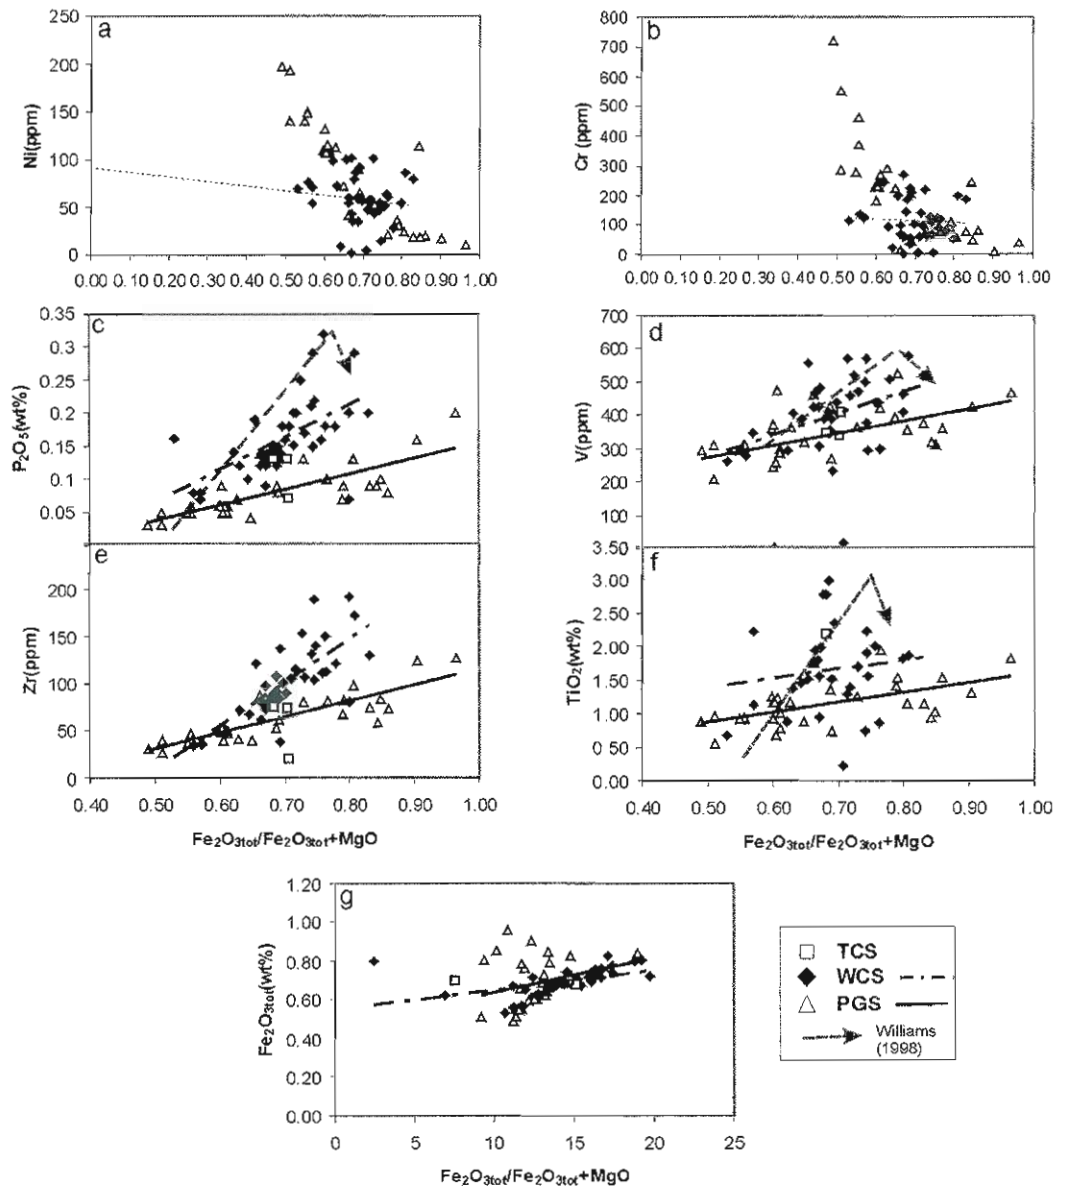 a
Ni(ppm)
250
200
150
100
50
0
0.00 0.10 0.20 0.30 0.40 0.50 0.60 0.70 0.80 0.90 1.00
b
Cr (ppm)
800
700
600
500
400
300
200
100
0
0.00 0.10 0.20 0.30 0.40 0.50 0.60 0.70 0.80 0.90 1.00
c
P2O5(wt%)
0.35
0.3
0.25
0.2
0.15
0.1
0.05
d
V(ppm)
700
600
500
400
300
200
100
e
Zr(ppm)
200
150
100
50
0
0.40 0.50 0.60 0.70 0.80 0.90 1.00
Fe2O3tot/Fe2O3tot+MgO
f
TiO2(wt%)
3.50
3.00
2.50
2.00
1.50
1.00
0 50
0.00
0.40 0.50 0.60 0.70 0.80 0.90 1.00
Fe2O3tot/Fe2O3tot+MgO
g
Fe2O3tot(wt%)
1.20
1.00
0.80
0.60
0.40
0.20
0.00
0 5 10 15 20 25
Fe2O3tot/Fe2O3tot+MgO
TCS
WCS
PGS
Williams
(1998)